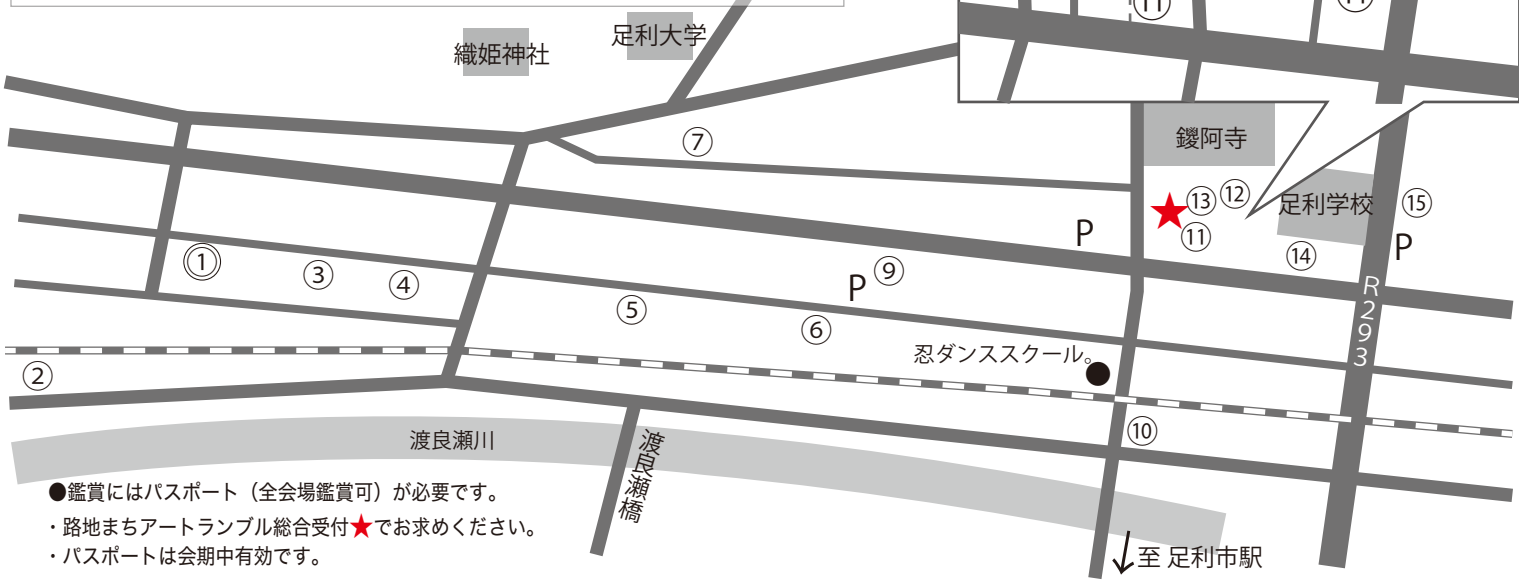 ⑪
足利大学
織姫神社
⑦
鑁阿寺
⑬
⑫
足利学校
⑮
★
⑪
P
P
⑭
①
③
④
P
⑨
R293
⑤
⑥
忍ダンススクール。
②
⑩
渡良瀬川
渡良瀬橋
●鑑賞にはパスポート（全会場鑑賞可）が必要です。
・路地まちアートランブル総合受付★でお求めください。
・パスポートは会期中有効です。
至 足利市駅